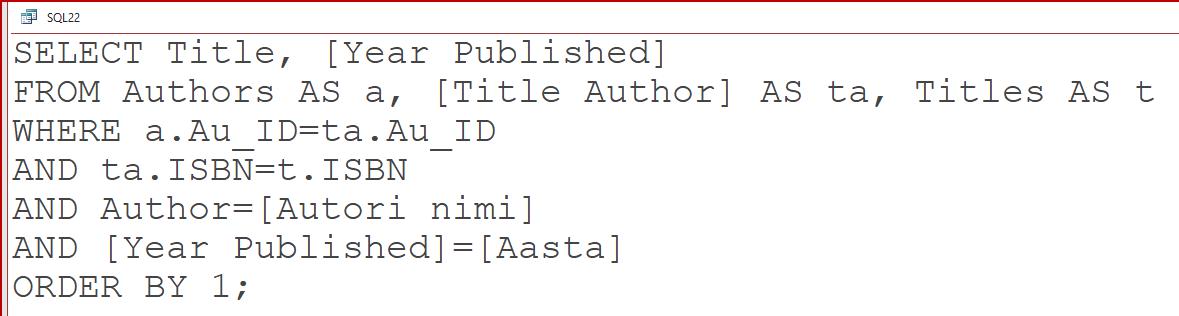 SQL22
SELECT Title, [Year Published]
FROM Authors AS a, [Title Author] AS ta, Titles AS t
WHERE a.Au_ID=ta.Au_ID
AND ta.ISBN=t.ISBN
AND Author=[Autori nimi]
AND [Year Published]=[Aasta]
ORDER BY 1;